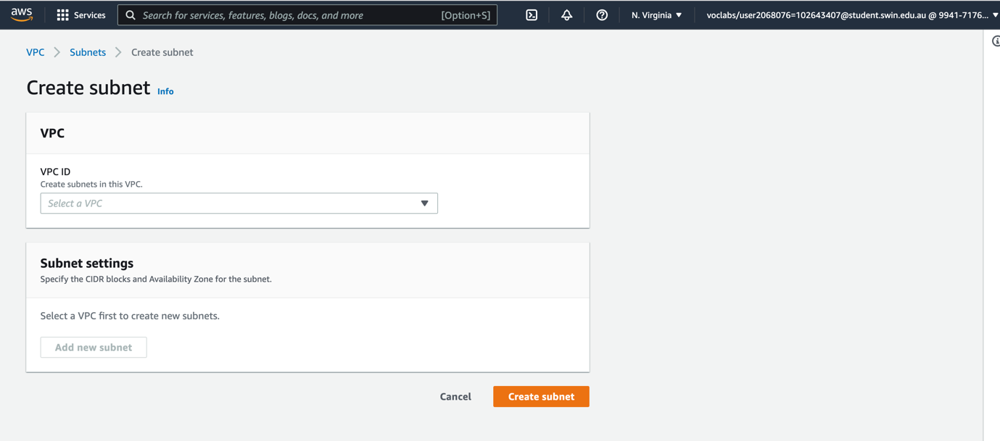 aws Services Search for services, features, blogs, docs, and more [Option+S] N. Virginia voclabs/user2068076=102643407@student.swin.edu.au @ 9941-7176...
VPC Subnets Create subnet
Create subnet Info
VPC
VPC ID
Create subnets in this VPC.
Select a VPC
Subnet settings
Specify the CIDR blocks and Availability Zone for the subnet.
Select a VPC first to create new subnets.
Add new subnet
Cancel Create subnet